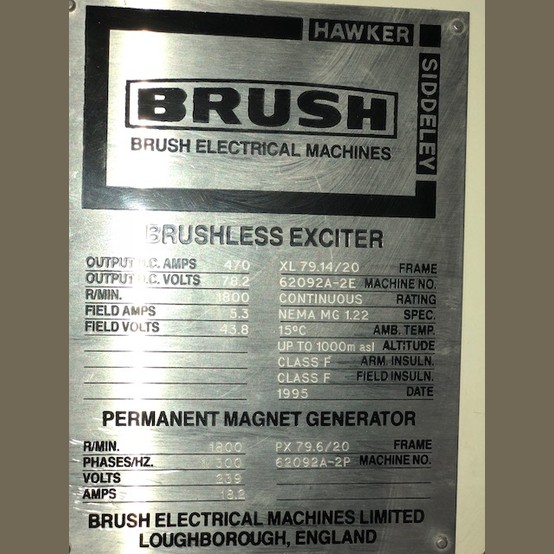 HAWKER
SIDDELEY
BRUSH
BRUSH ELECTRICAL MACHINES
BRUSHLESS EXCITER
OUTPUT D.C. AMPS 470 XL 79.14/20 FRAME
OUTPUT D.C. VOLTS 78.2 62092A-2E MACHINE NO.
R/MIN. 1800 CONTINUOUS RATING
FIELD AMPS 5.3 NEMA MG 1.22 SPEC.
FIELD VOLTS 43.8 15°C AMB. TEMP.
UP TO 1000m asl ALTITUDE
CLASS F ARM. INSULN.
CLASS F FIELD INSULN.
1995 DATE
PERMANENT MAGNET GENERATOR
R/MIN. 1800 PX 79.6/20 FRAME
PHASES/HZ. 62092A-2P MACHINE NO.
VOLTS 239
AMPS 18.2
BRUSH ELECTRICAL MACHINES LIMITED
LOUGHBOROUGH, ENGLAND